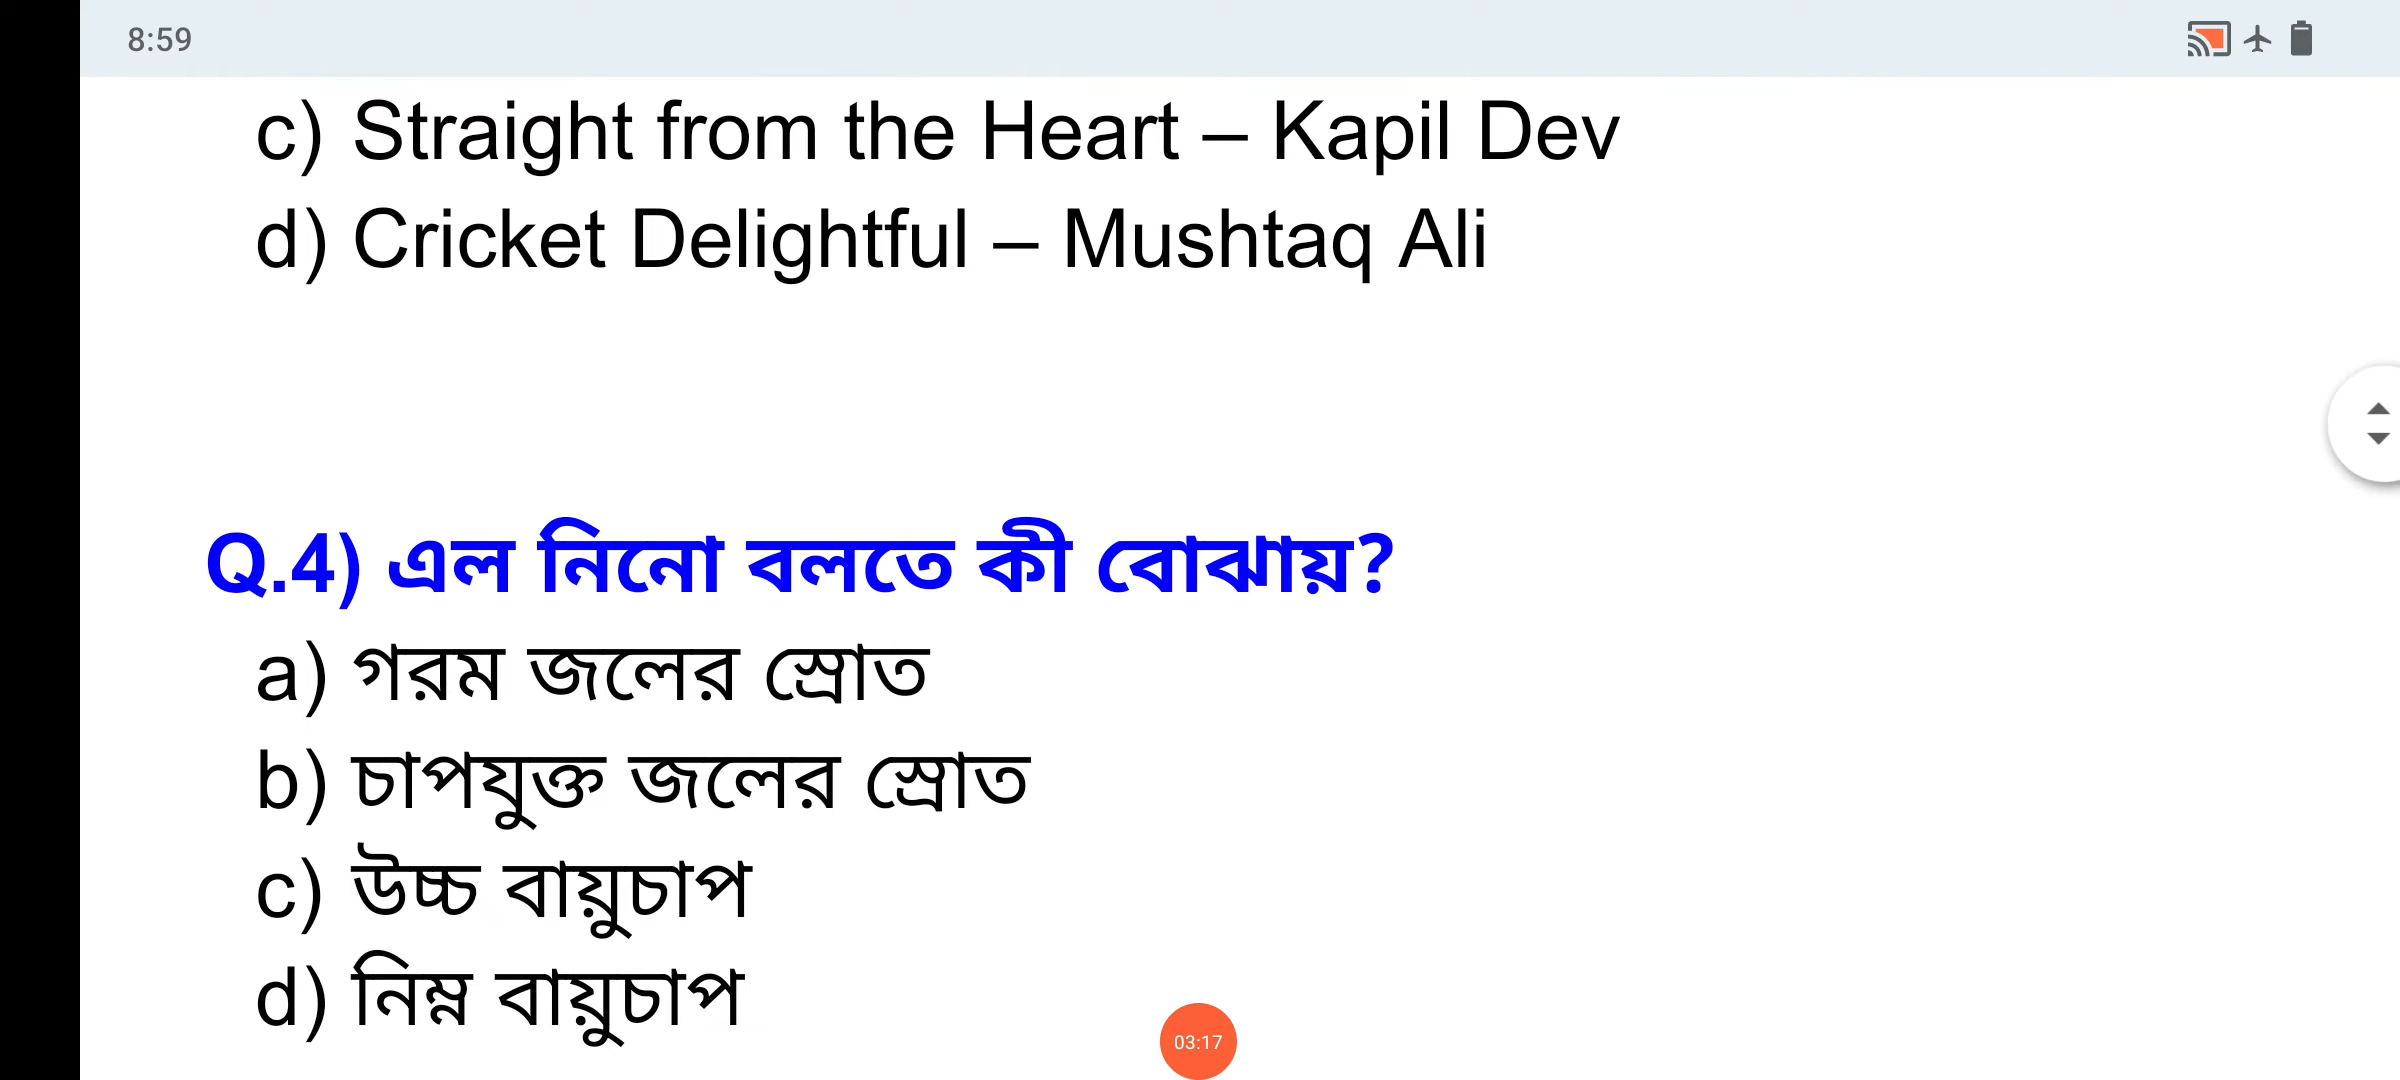 8:59
c) Straight from the Heart – Kapil Dev
d) Cricket Delightful – Mushtaq Ali
Q.4) এল নিনো বলতে কী বোঝায়?
a) গরম জলের স্রোত
b) চাপযুক্ত জলের স্রোত
c) উচ্চ বায়ুচাপ
d) নিম্ন বায়ুচাপ
03:17